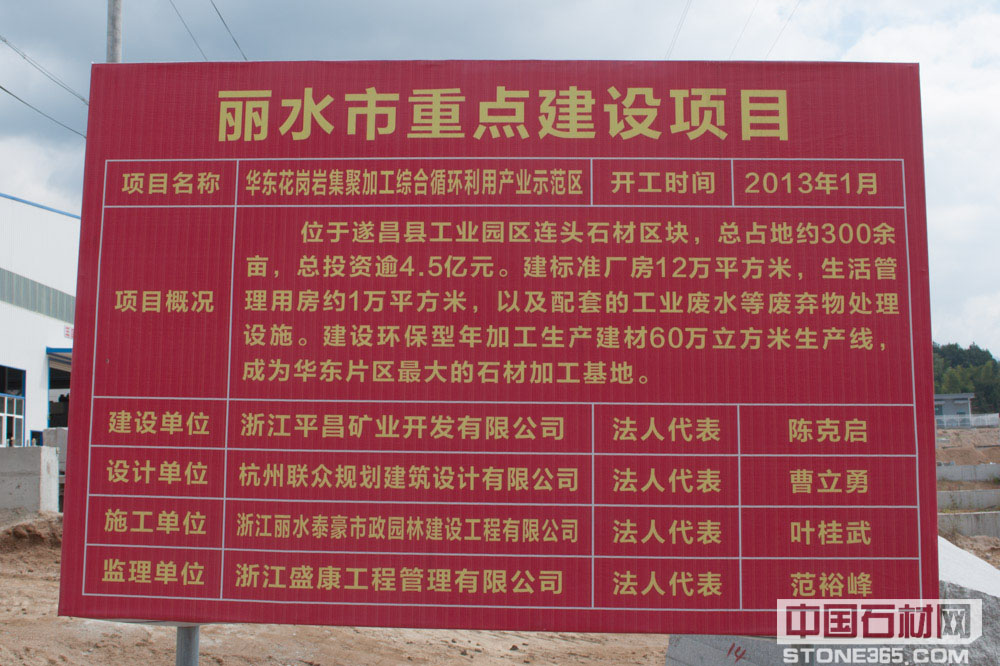 丽水市重点建设项目
项目名称 华东花岗岩集聚加工综合循环利用产业示范区 开工时间 2013年1月
项目概况
位于遂昌县工业园区连头石材区块，总占地约300余
亩，总投资逾4.5亿元。建标准厂房12万平方米，生活管
理用房约1万平方米，以及配套的工业废水等废弃物处理
设施。建设环保型年加工生产建材60万立方米生产线，
成为华东片区最大的石材加工基地。
建设单位 浙江平昌矿业开发有限公司 法人代表 陈克启
设计单位 杭州联众规划建筑设计有限公司 法人代表 曹立勇
施工单位 浙江丽水泰豪市政园林建设工程有限公司 法人代表 叶桂武
监理单位 浙江盛康工程管理有限公司 法人代表 范裕峰
中国石材网
STONE365.COM
14